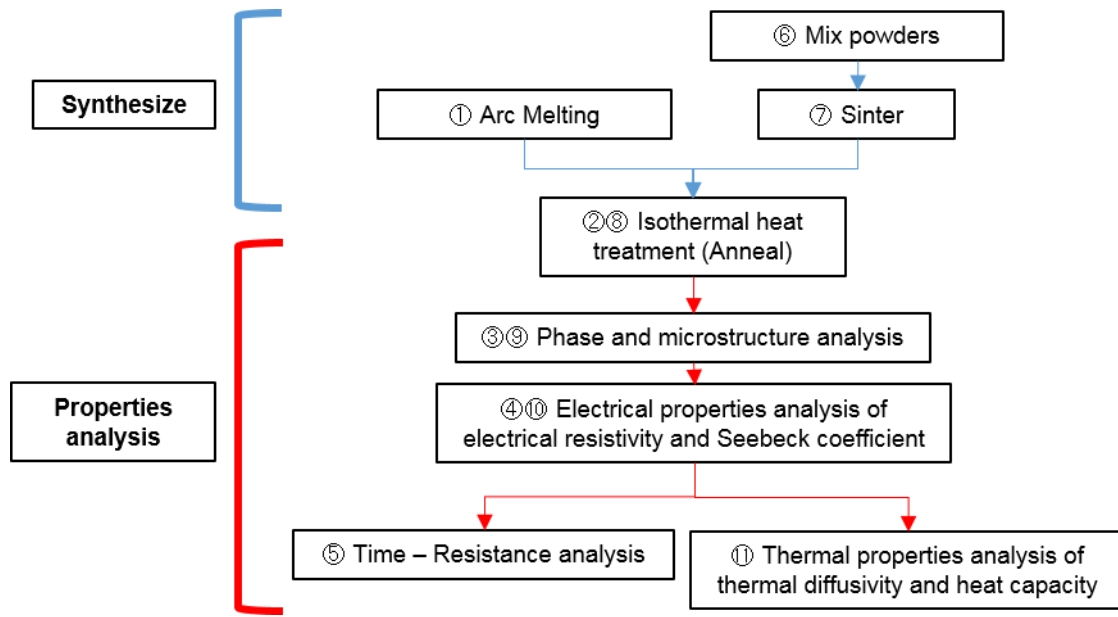 ⑥ Mix powders
Synthesize
① Arc Melting
⑦ Sinter
②⑧ Isothermal heat
treatment (Anneal)
③⑨ Phase and microstructure analysis
Properties
analysis
④⑩ Electrical properties analysis of
electrical resistivity and Seebeck coefficient
⑤ Time – Resistance analysis
⑪ Thermal properties analysis of
thermal diffusivity and heat capacity